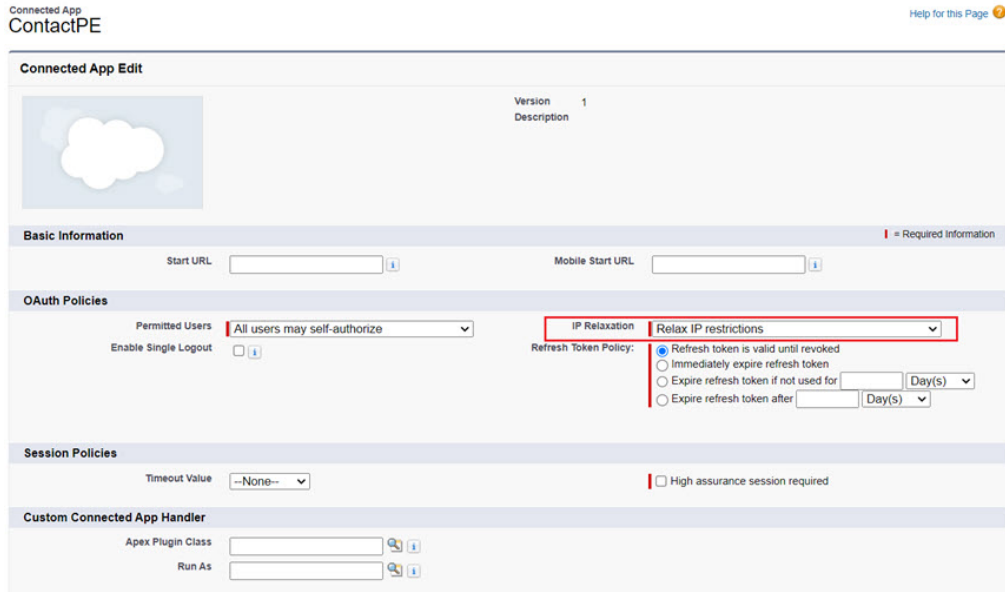 Connected App
ContactPE
Help for this Page
Connected App Edit
Version 1
Description
Basic Information
= Required Information
Start URL
Mobile Start URL
OAuth Policies
Permitted Users All users may self-authorize
IP Relaxation Relax IP restrictions
Enable Single Logout
Refresh Token Policy: Refresh token is valid until revoked
Immediately expire refresh token
Expire refresh token if not used for Day(s)
Expire refresh token after Day(s)
Session Policies
Timeout Value --None--
High assurance session required
Custom Connected App Handler
Apex Plugin Class
Run As